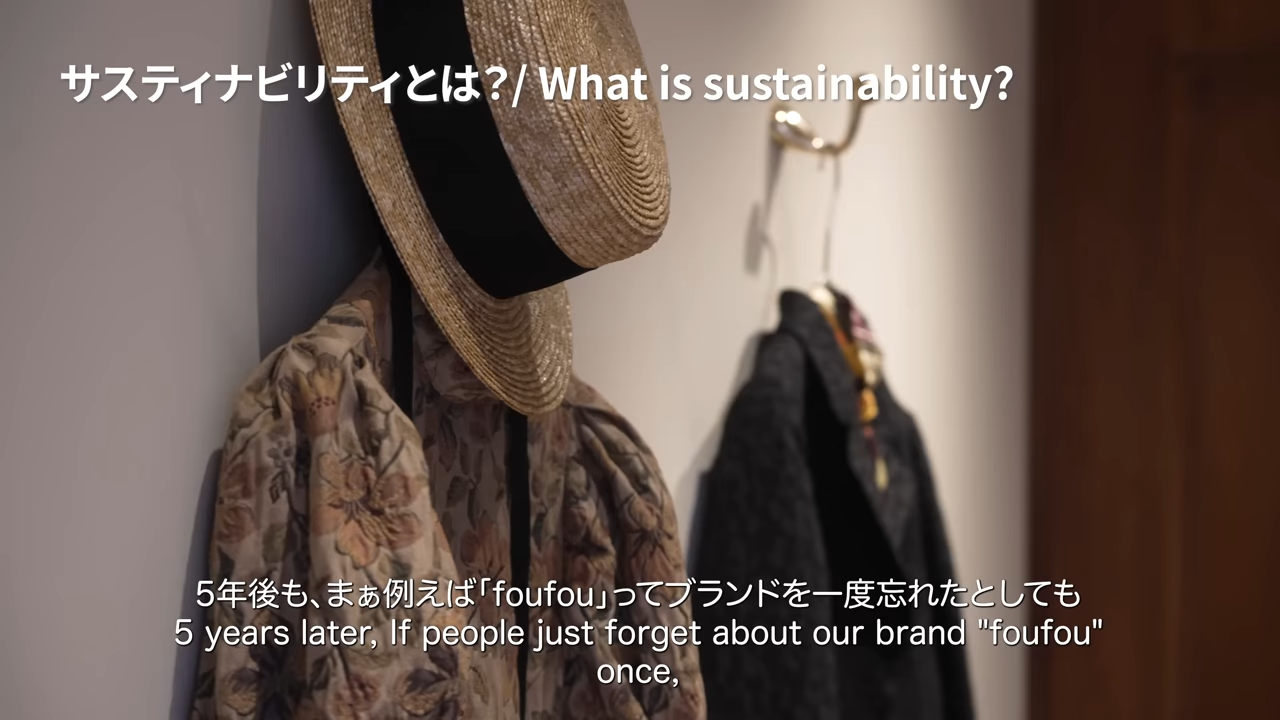 サスティナビリティとは？/ What is sustainability?
5年後も、まぁ例えば「foufou」ってブランドを一度忘れたとしても
5 years later, If people just forget about our brand "foufou"
once,